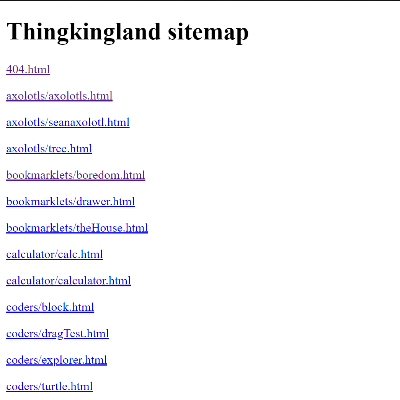 Thingkingland sitemap
404.html
axolotls/axolotls.html
axolotls/seanaxolotl.html
axolotls/tree.html
bookmarklets/boredom.html
bookmarklets/drawer.html
bookmarklets/theHouse.html
calculator/calc.html
calculator/calculator.html
coders/block.html
coders/dragTest.html
coders/explorer.html
coders/turtle.html